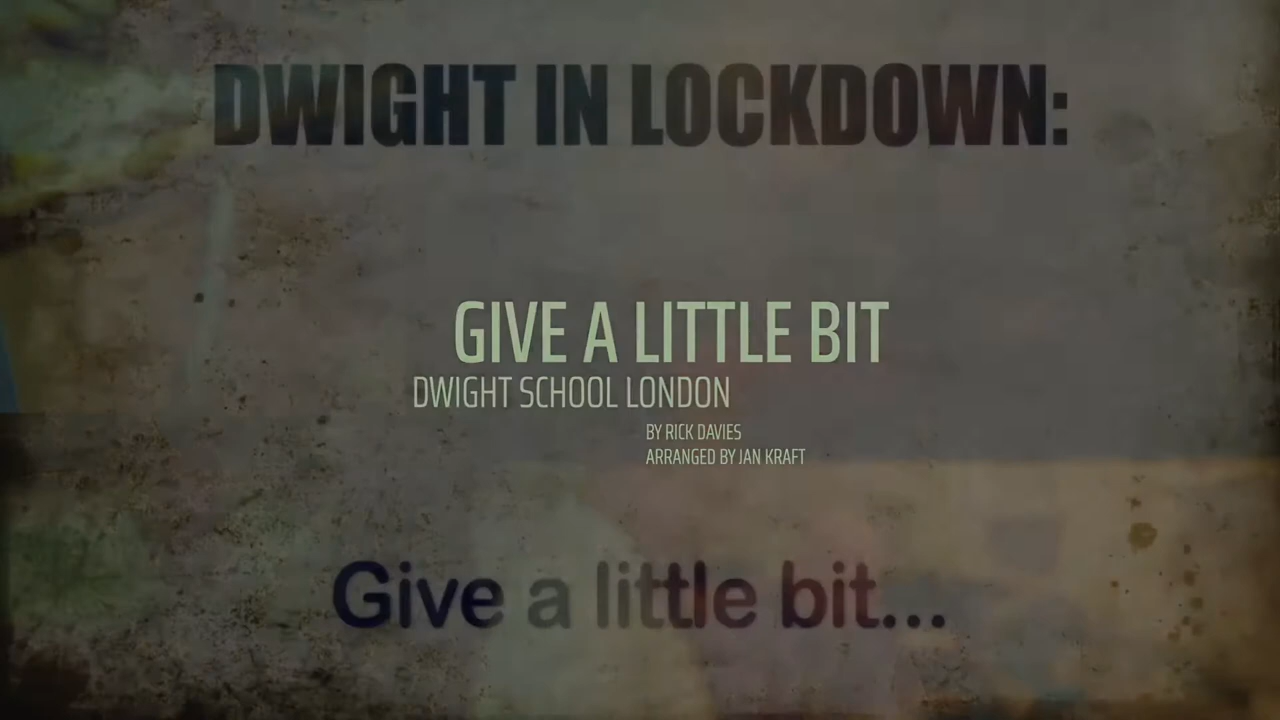 DWIGHT IN LOCKDOWN:
GIVE A LITTLE BIT
DWIGHT SCHOOL LONDON
BY RICK DAVIES
ARRANGED BY JAN KRAFT
Give a little bit...